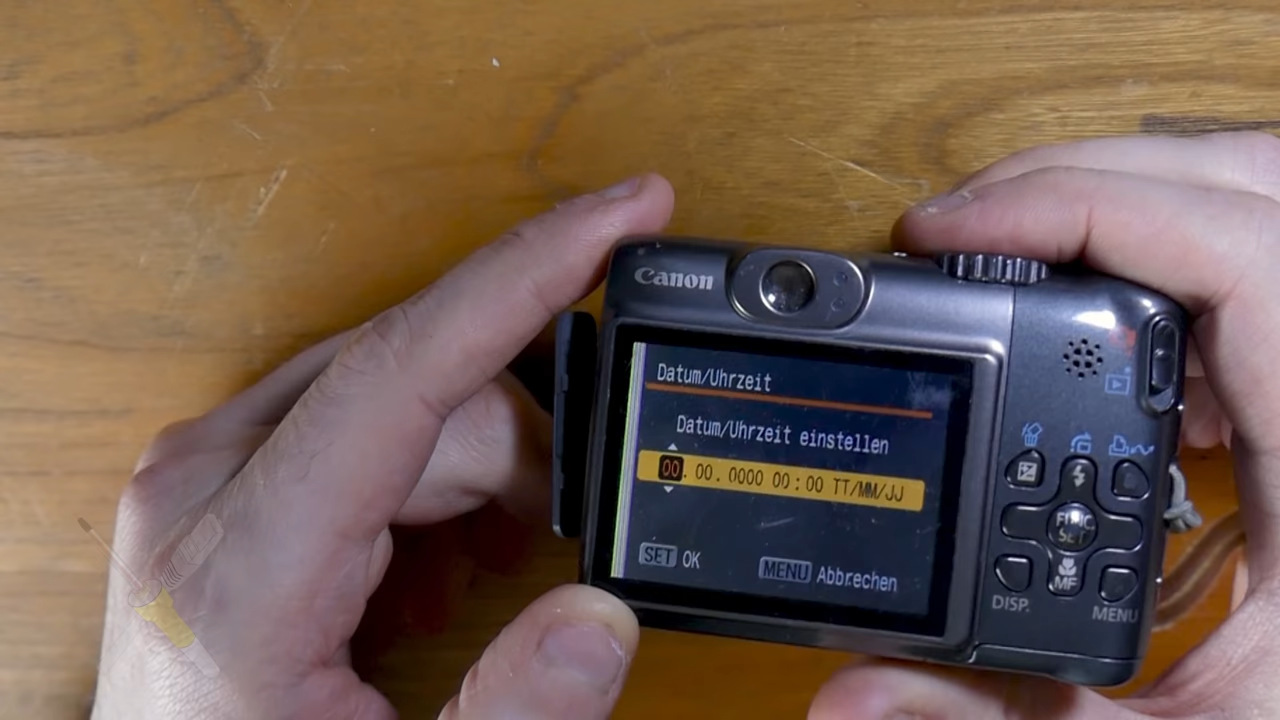 Canon
Datum/Uhrzeit
Datum/Uhrzeit einstellen
00.00.0000 00:00 TT/MM/JJ
SET OK
MENU Abbrechen
FUNC.
SET
MF
DISP.
MENU